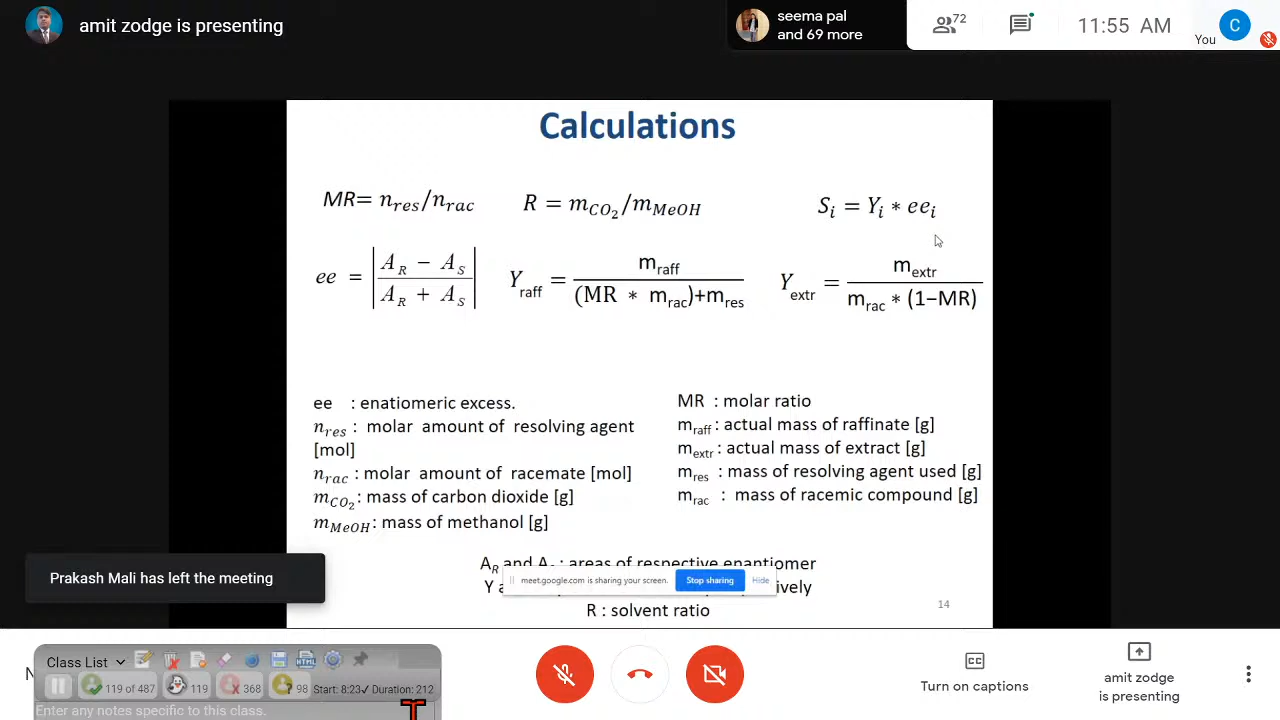 amit zodge is presenting
seema pal
and 69 more
72
11:55 AM
You
C
Calculations
MR= n_res/n_rac
R = m_CO₂/m_MeOH
S_i = Y_i * ee_i
ee = |(A_R − A_S)/(A_R + A_S)|
Y_raff = m_raff/((MR * m_rac)+m_res)
Y_extr = m_extr/(m_rac * (1−MR))
ee : enatiomeric excess.
n_res : molar amount of resolving agent
[mol]
n_rac : molar amount of racemate [mol]
m_CO₂: mass of carbon dioxide [g]
m_MeOH: mass of methanol [g]
MR : molar ratio
m_raff : actual mass of raffinate [g]
m_extr : actual mass of extract [g]
m_res : mass of resolving agent used [g]
m_rac : mass of racemic compound [g]
A_R and : areas of respective enantiomer
Y
R : solvent ratio
14
meet.google.com is sharing your screen.
Stop sharing
Hide
Prakash Mali has left the meeting
Class List
119 of 487
119
368
98
Start: 8:23
Duration: 212
Enter any notes specific to this class.
Turn on captions
amit zodge
is presenting